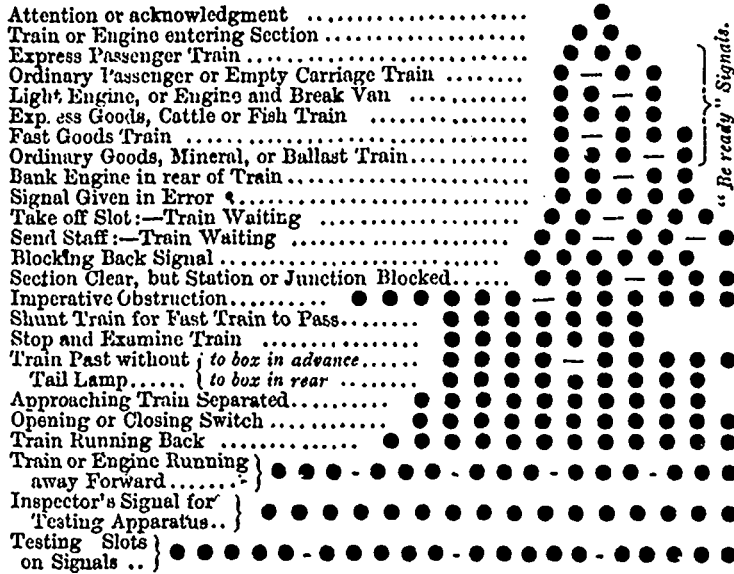 Attention or acknowledgment
Train or Engine entering Section
Express Passenger Train
Ordinary Passenger or Empty Carriage Train
Light Engine, or Engine and Break Van
Exp.ess Goods, Cattle or Fish Train
Fast Goods Train
Ordinary Goods, Mineral, or Ballast Train
Bank Engine in rear of Train
Signal Given in Error
Take off Slot:—Train Waiting
Send Staff:—Train Waiting
Blocking Back Signal
Section Clear, but Station or Junction Blocked
Imperative Obstruction
Shunt Train for Fast Train to Pass
Stop and Examine Train
Train Past without { to box in advance
Tail Lamp { to box in rear
Approaching Train Separated
Opening or Closing Switch
Train Running Back
Train or Engine Running
away Forward
Inspector's Signal for
Testing Apparatus
Testing Slots
on Signals
"Be ready" Signals.